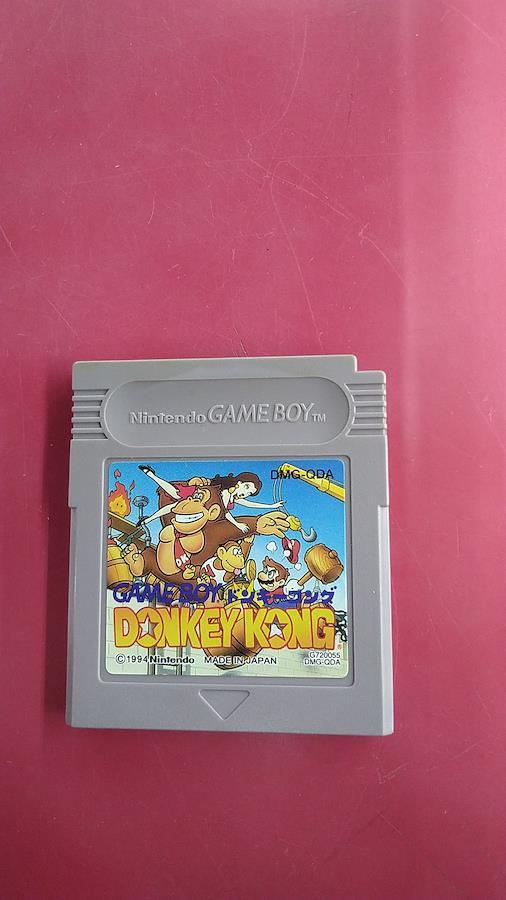 Nintendo GAME BOY TM
DMG-QDA
GAME BOY ドンキーコング
DONKEY KONG ®
©1994 Nintendo MADE IN JAPAN
G720055
DMG-QDA